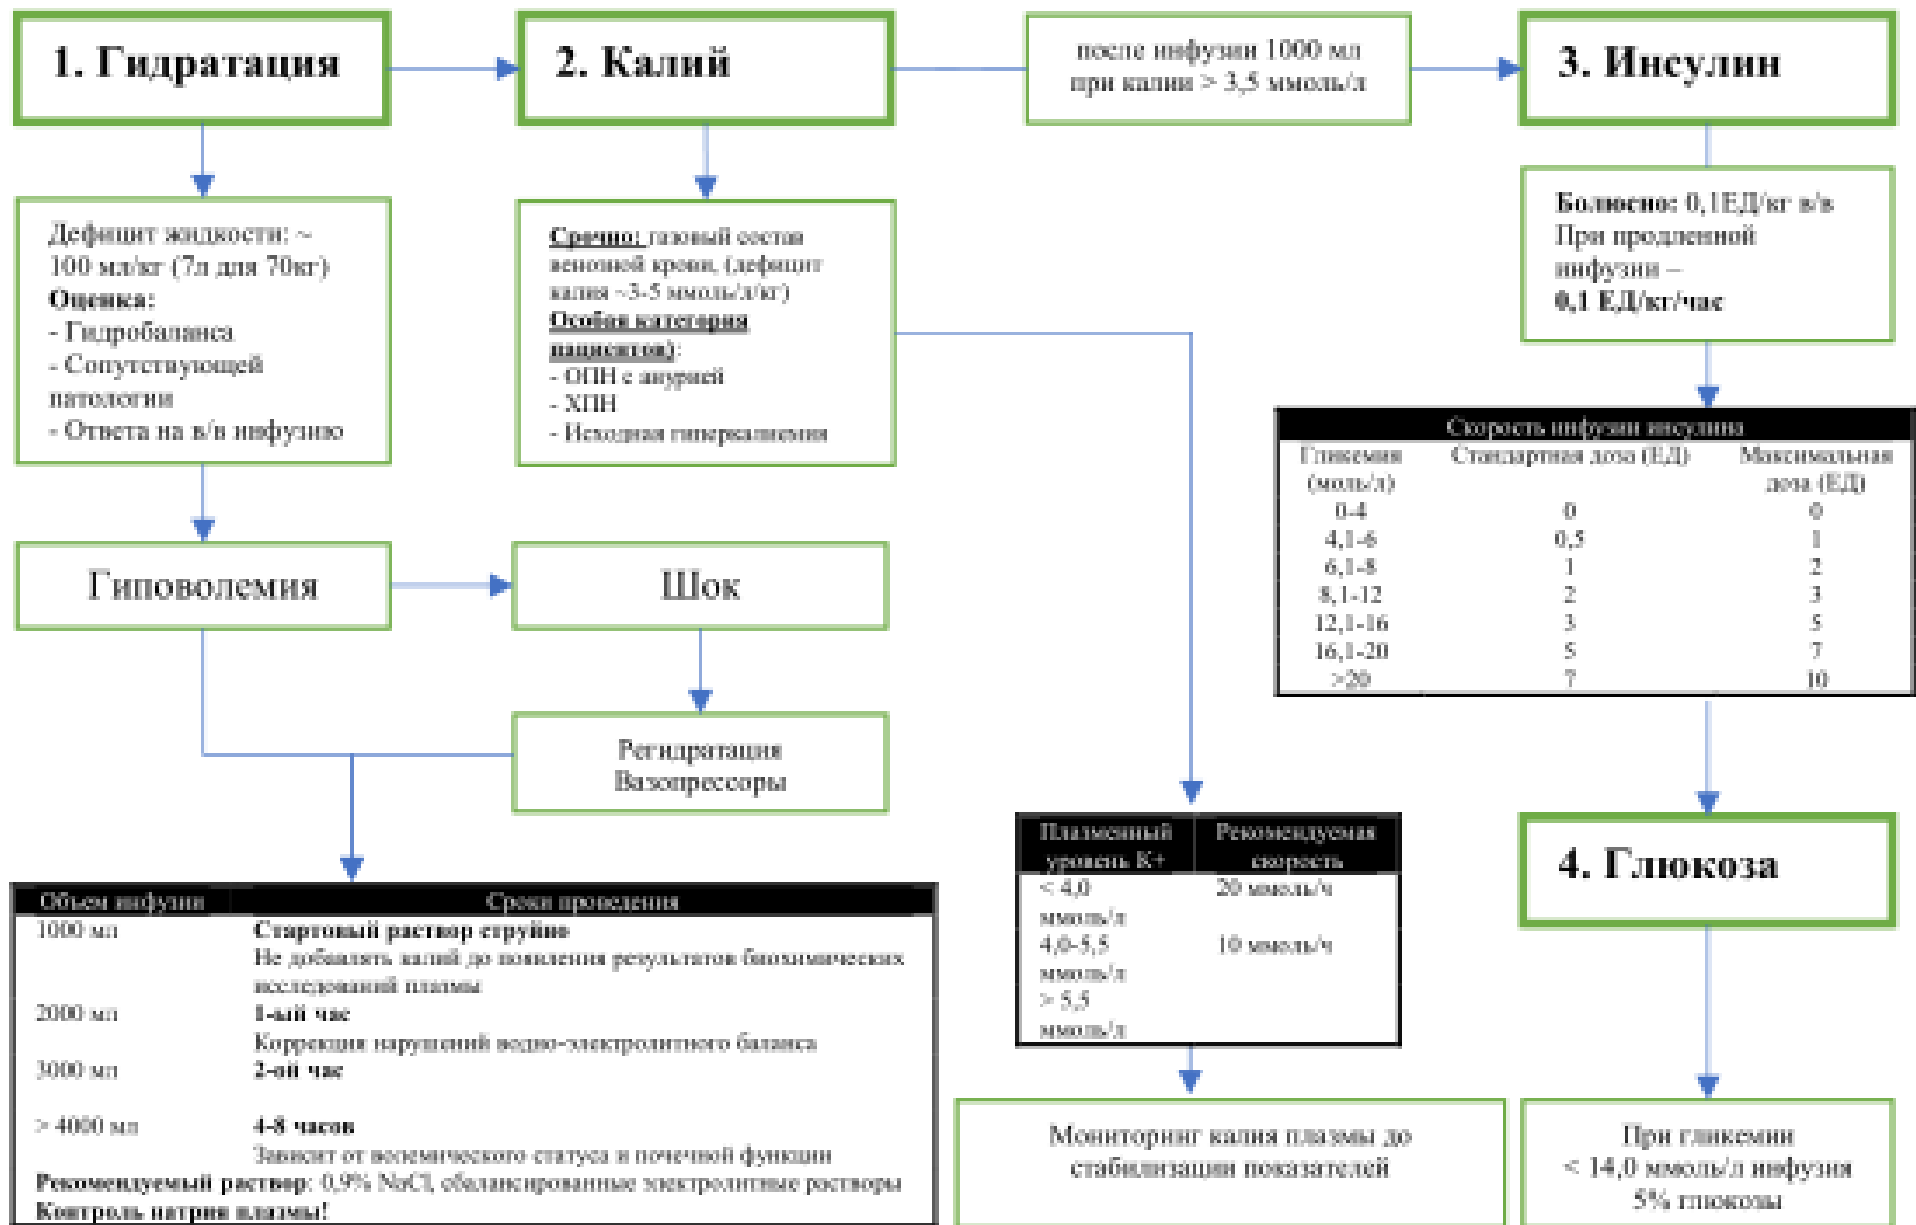 1. Гидратация
2. Калий
после инфузии 1000 мл
при калии > 3,5 ммоль/л
3. Инсулин
Дефицит жидкости: ~
100 мл/кг (7л для 70кг)
Оценка:
- Гидробаланса
- Сопутствующей
патологии
- Ответа на в/в инфузию
Срочно: газовый состав
венозной крови, (дефицит
калия ~3-5 ммоль/л/кг)
Особая категория
пациентов):
- ОПН с анурией
- ХПН
- Исходная гиперкалиемия
Болюсно: 0,1ЕД/кг в/в
При продленной
инфузии –
0,1 ЕД/кг/час
Скорость инфузии инсулина
Гликемия Стандартная доза (ЕД) Максимальная
(моль/л) доза (ЕД)
0-4 0 0
4,1-6 0,5 1
6,1-8 1 2
8,1-12 2 3
12,1-16 3 5
16,1-20 5 7
>20 7 10
Гиповолемия
Шок
Регидратация
Вазопрессоры
Объем инфузии Сроки проведения
1000 мл Стартовый раствор струйно
Не добавлять калий до появления результатов биохимических
исследований плазмы
2000 мл 1-ый час
Коррекция нарушений водно-электролитного баланса
3000 мл 2-ой час
> 4000 мл 4-8 часов
Зависит от волемического статуса и почечной функции
Рекомендуемый раствор: 0,9% NaCl, сбалансированные электролитные растворы
Контроль натрия плазмы!
Плазменный Рекомендуемая
уровень К+ скорость
< 4,0 20 ммоль/ч
ммоль/л
4,0-5,5 10 ммоль/ч
ммоль/л
> 5,5
ммоль/л
Мониторинг калия плазмы до
стабилизации показателей
4. Глюкоза
При гликемии
< 14,0 ммоль/л инфузия
5% глюкозы